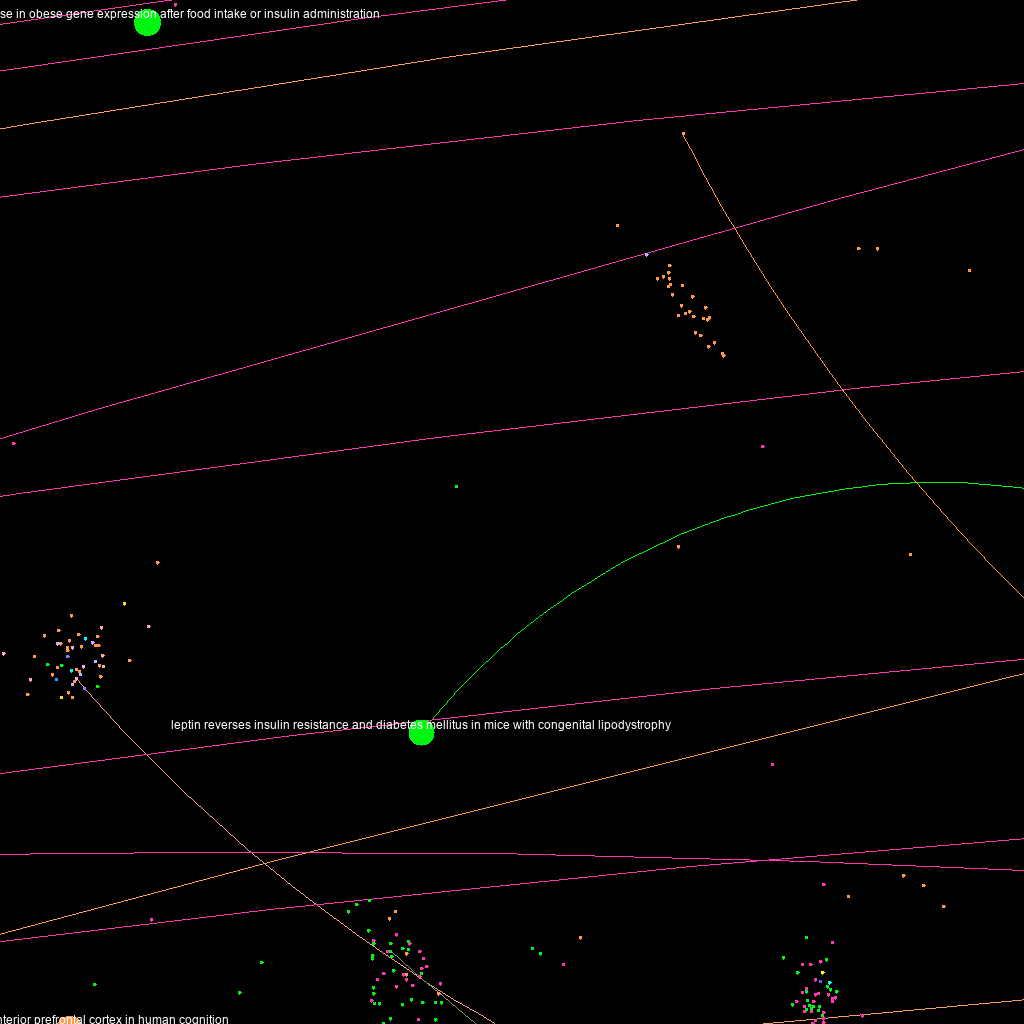 se in obese gene expression after food intake or insulin administration
leptin reverses insulin resistance and diabetes mellitus in mice with congenital lipodystrophy
nterior prefrontal cortex in human cognition